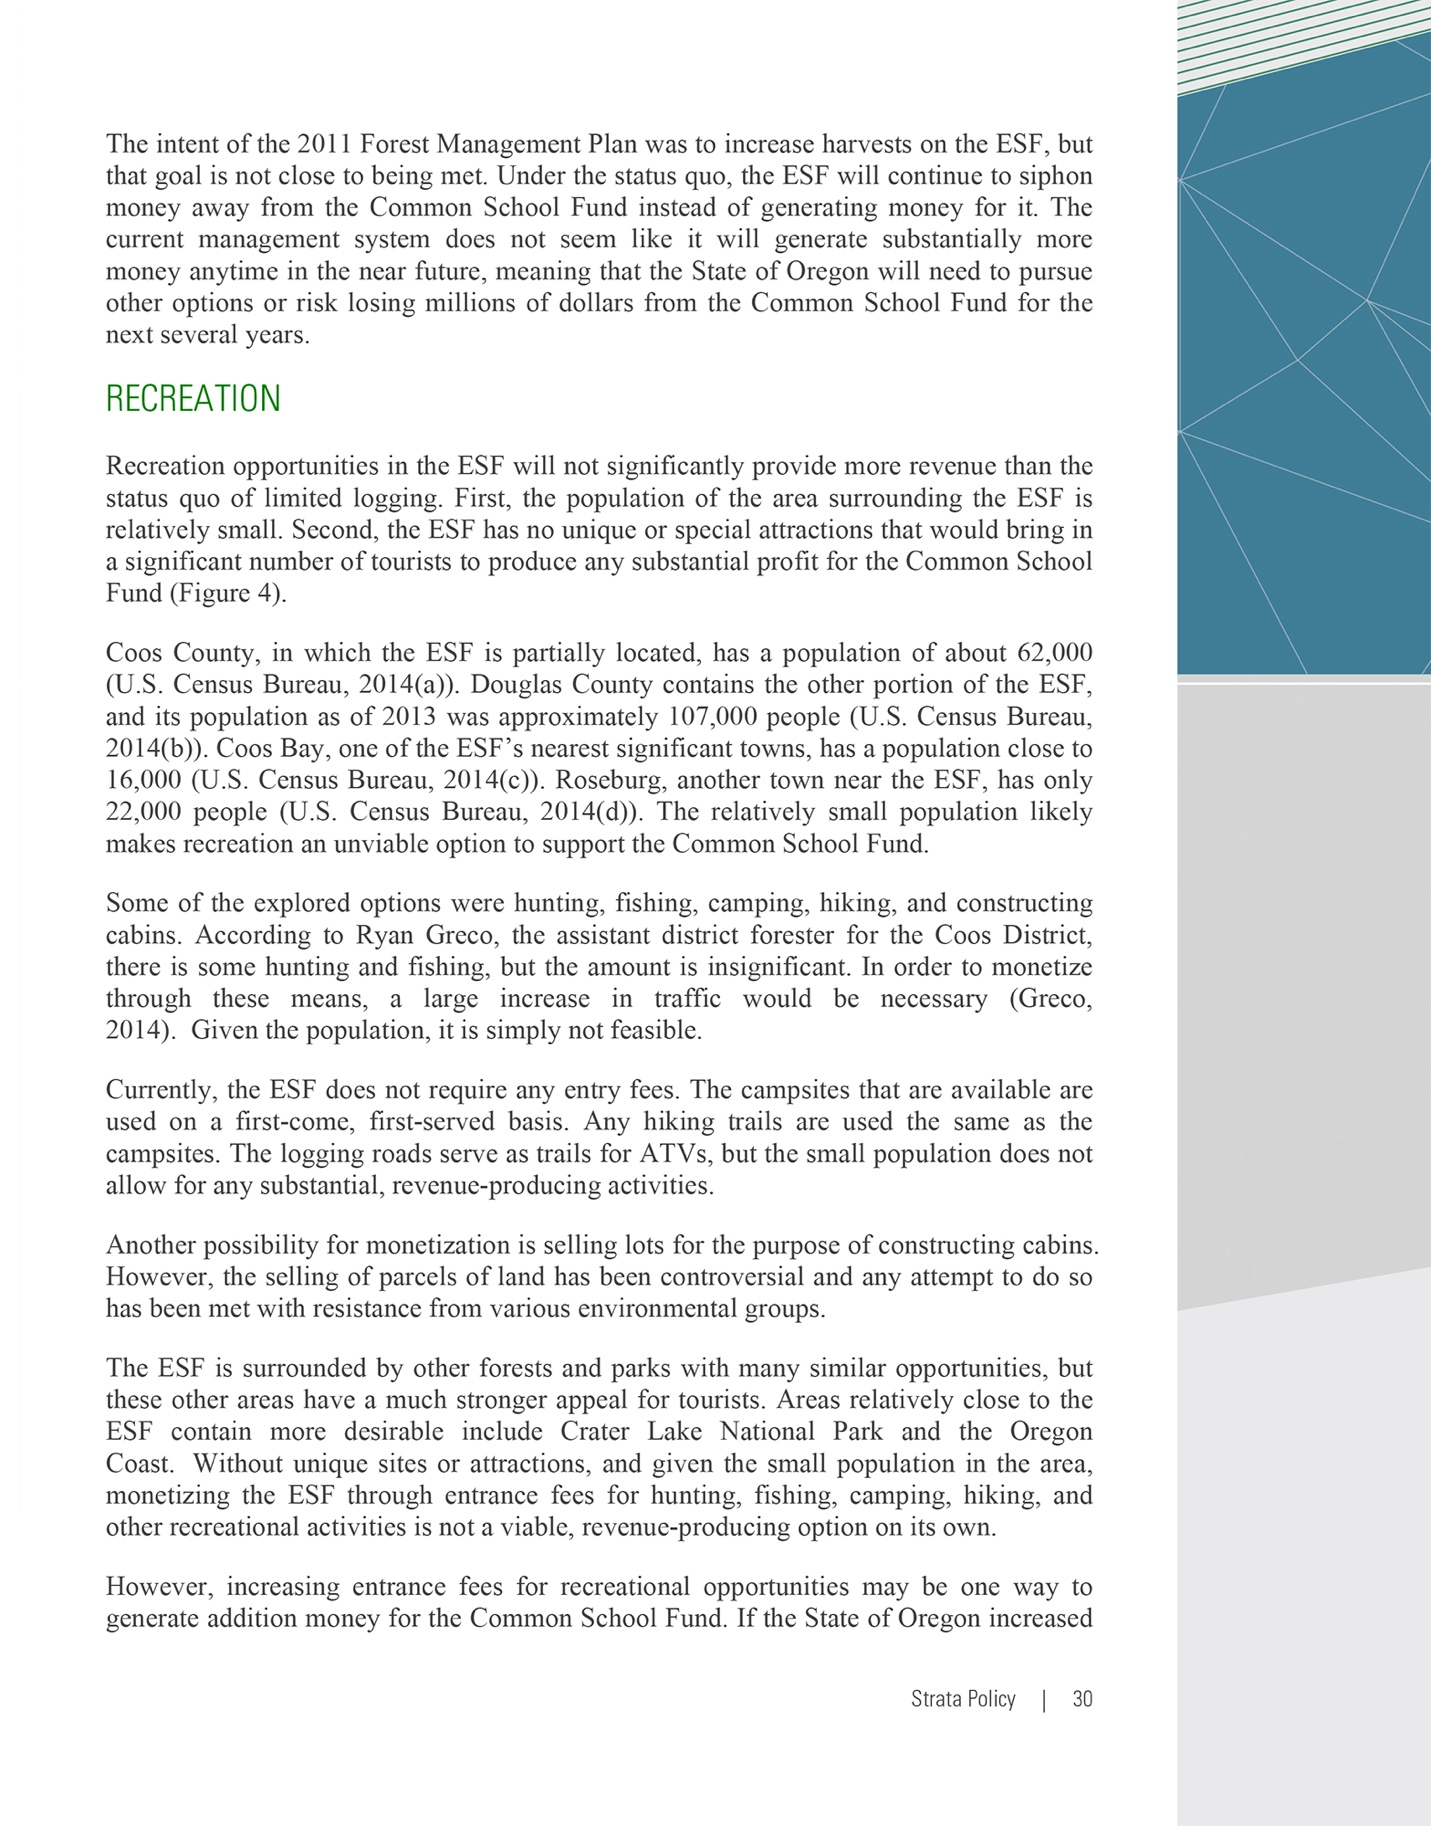 The intent of the 2011 Forest Management Plan was to increase harvests on the ESF, but
that goal is not close to being met. Under the status quo, the ESF will continue to siphon
money away from the Common School Fund instead of generating money for it. The
current management system does not seem like it will generate substantially more
money anytime in the near future, meaning that the State of Oregon will need to pursue
other options or risk losing millions of dollars from the Common School Fund for the
next several years.
RECREATION
Recreation opportunities in the ESF will not significantly provide more revenue than the
status quo of limited logging. First, the population of the area surrounding the ESF is
relatively small. Second, the ESF has no unique or special attractions that would bring in
a significant number of tourists to produce any substantial profit for the Common School
Fund (Figure 4).
Coos County, in which the ESF is partially located, has a population of about 62,000
(U.S. Census Bureau, 2014(a)). Douglas County contains the other portion of the ESF,
and its population as of 2013 was approximately 107,000 people (U.S. Census Bureau,
2014(b)). Coos Bay, one of the ESF’s nearest significant towns, has a population close to
16,000 (U.S. Census Bureau, 2014(c)). Roseburg, another town near the ESF, has only
22,000 people (U.S. Census Bureau, 2014(d)). The relatively small population likely
makes recreation an unviable option to support the Common School Fund.
Some of the explored options were hunting, fishing, camping, hiking, and constructing
cabins. According to Ryan Greco, the assistant district forester for the Coos District,
there is some hunting and fishing, but the amount is insignificant. In order to monetize
through these means, a large increase in traffic would be necessary (Greco,
2014).  Given the population, it is simply not feasible.
Currently, the ESF does not require any entry fees. The campsites that are available are
used on a first-come, first-served basis. Any hiking trails are used the same as the
campsites. The logging roads serve as trails for ATVs, but the small population does not
allow for any substantial, revenue-producing activities.
Another possibility for monetization is selling lots for the purpose of constructing cabins.
However, the selling of parcels of land has been controversial and any attempt to do so
has been met with resistance from various environmental groups.
The ESF is surrounded by other forests and parks with many similar opportunities, but
these other areas have a much stronger appeal for tourists. Areas relatively close to the
ESF contain more desirable include Crater Lake National Park and the Oregon
Coast.  Without unique sites or attractions, and given the small population in the area,
monetizing the ESF through entrance fees for hunting, fishing, camping, hiking, and
other recreational activities is not a viable, revenue-producing option on its own.
However, increasing entrance fees for recreational opportunities may be one way to
generate addition money for the Common School Fund. If the State of Oregon increased
Strata Policy | 30